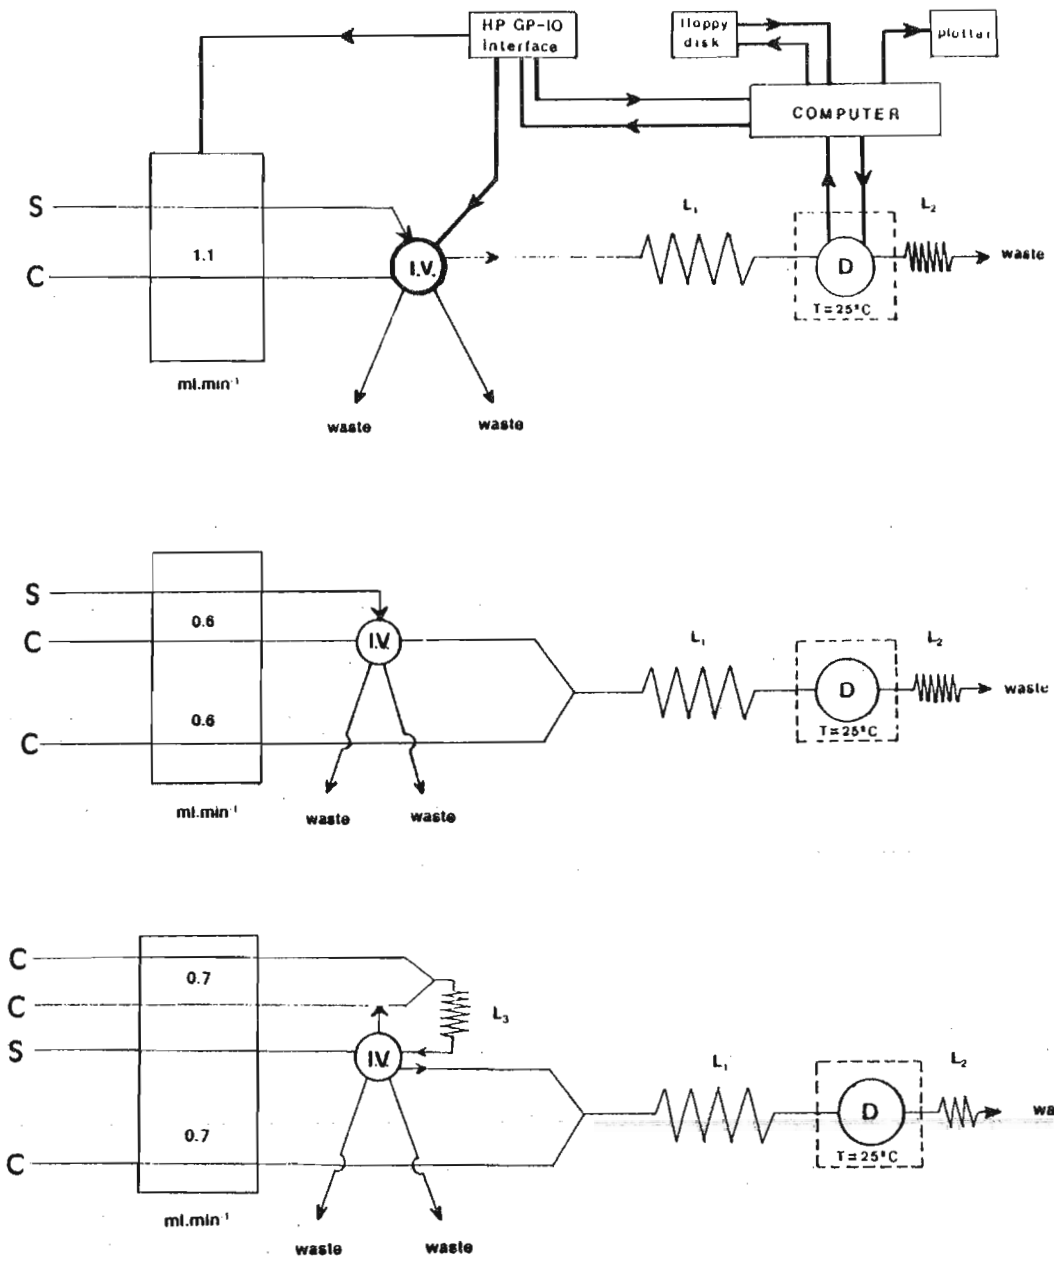 HP GP-IO
Interface
floppy
disk
plotter
COMPUTER
S
L₁
L₂
1.1
I.V.
D
waste
C
T=25°C
ml.min⁻¹
waste
waste
S
0.6
C
I.V.
L₁
L₂
D
waste
0.6
T=25°C
C
ml.min⁻¹
waste
waste
C
0.7
C
L₃
S
I.V.
L₁
L₂
D
wa
0.7
T=25°C
C
ml.min⁻¹
waste
waste